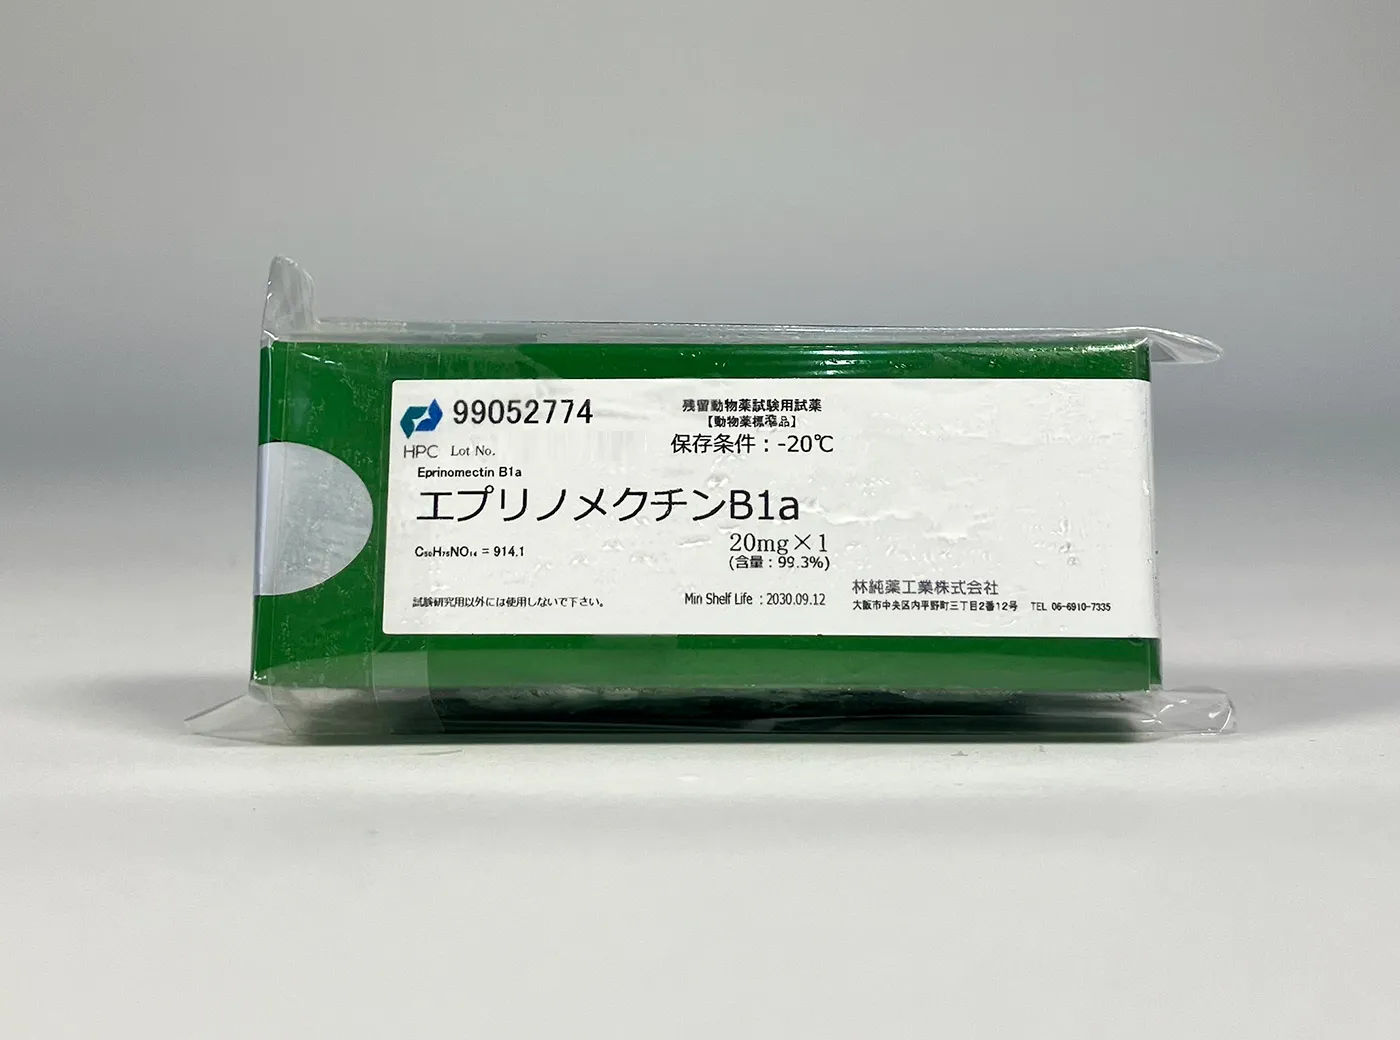 99052774
残留動物薬試験用試薬
【動物薬標準品】
保存条件：-20℃
HPC Lot No.
Eprinomectin B1a
エプリノメクチンB1a
C₅₀H₇₅NO₁₄ = 914.1
20mg×1
(含量：99.3%)
試験研究用以外には使用しないで下さい。
Min Shelf Life ：2030.09.12
林純薬工業株式会社
大阪市中央区内平野町三丁目2番12号 TEL 06-6910-7335